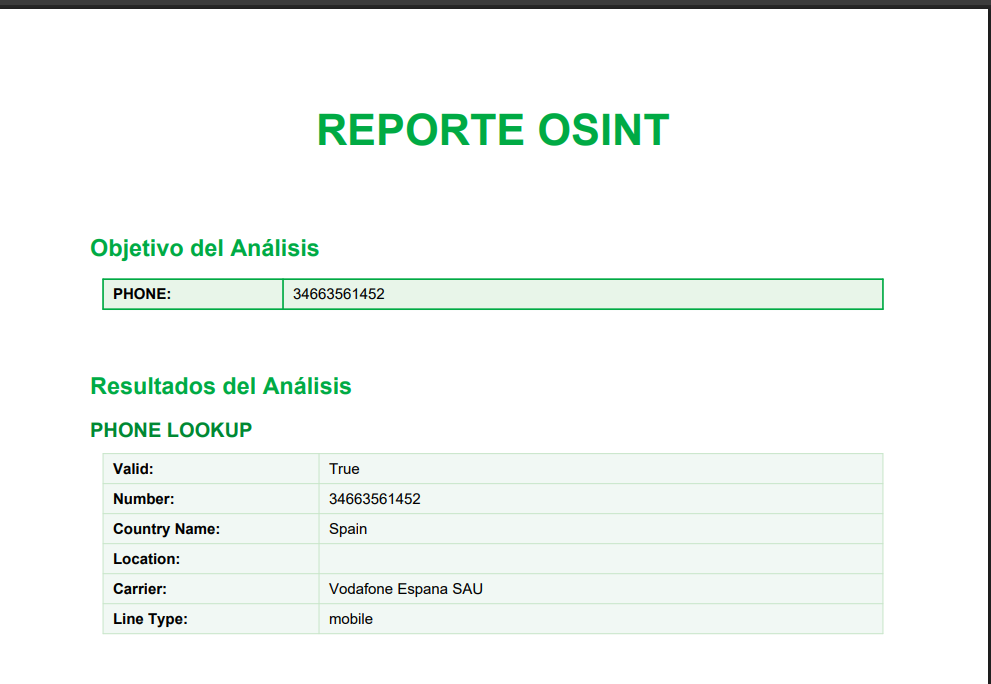 REPORTE OSINT
Objetivo del Análisis
PHONE: 34663561452
Resultados del Análisis
PHONE LOOKUP
Valid: True
Number: 34663561452
Country Name: Spain
Location:
Carrier: Vodafone Espana SAU
Line Type: mobile